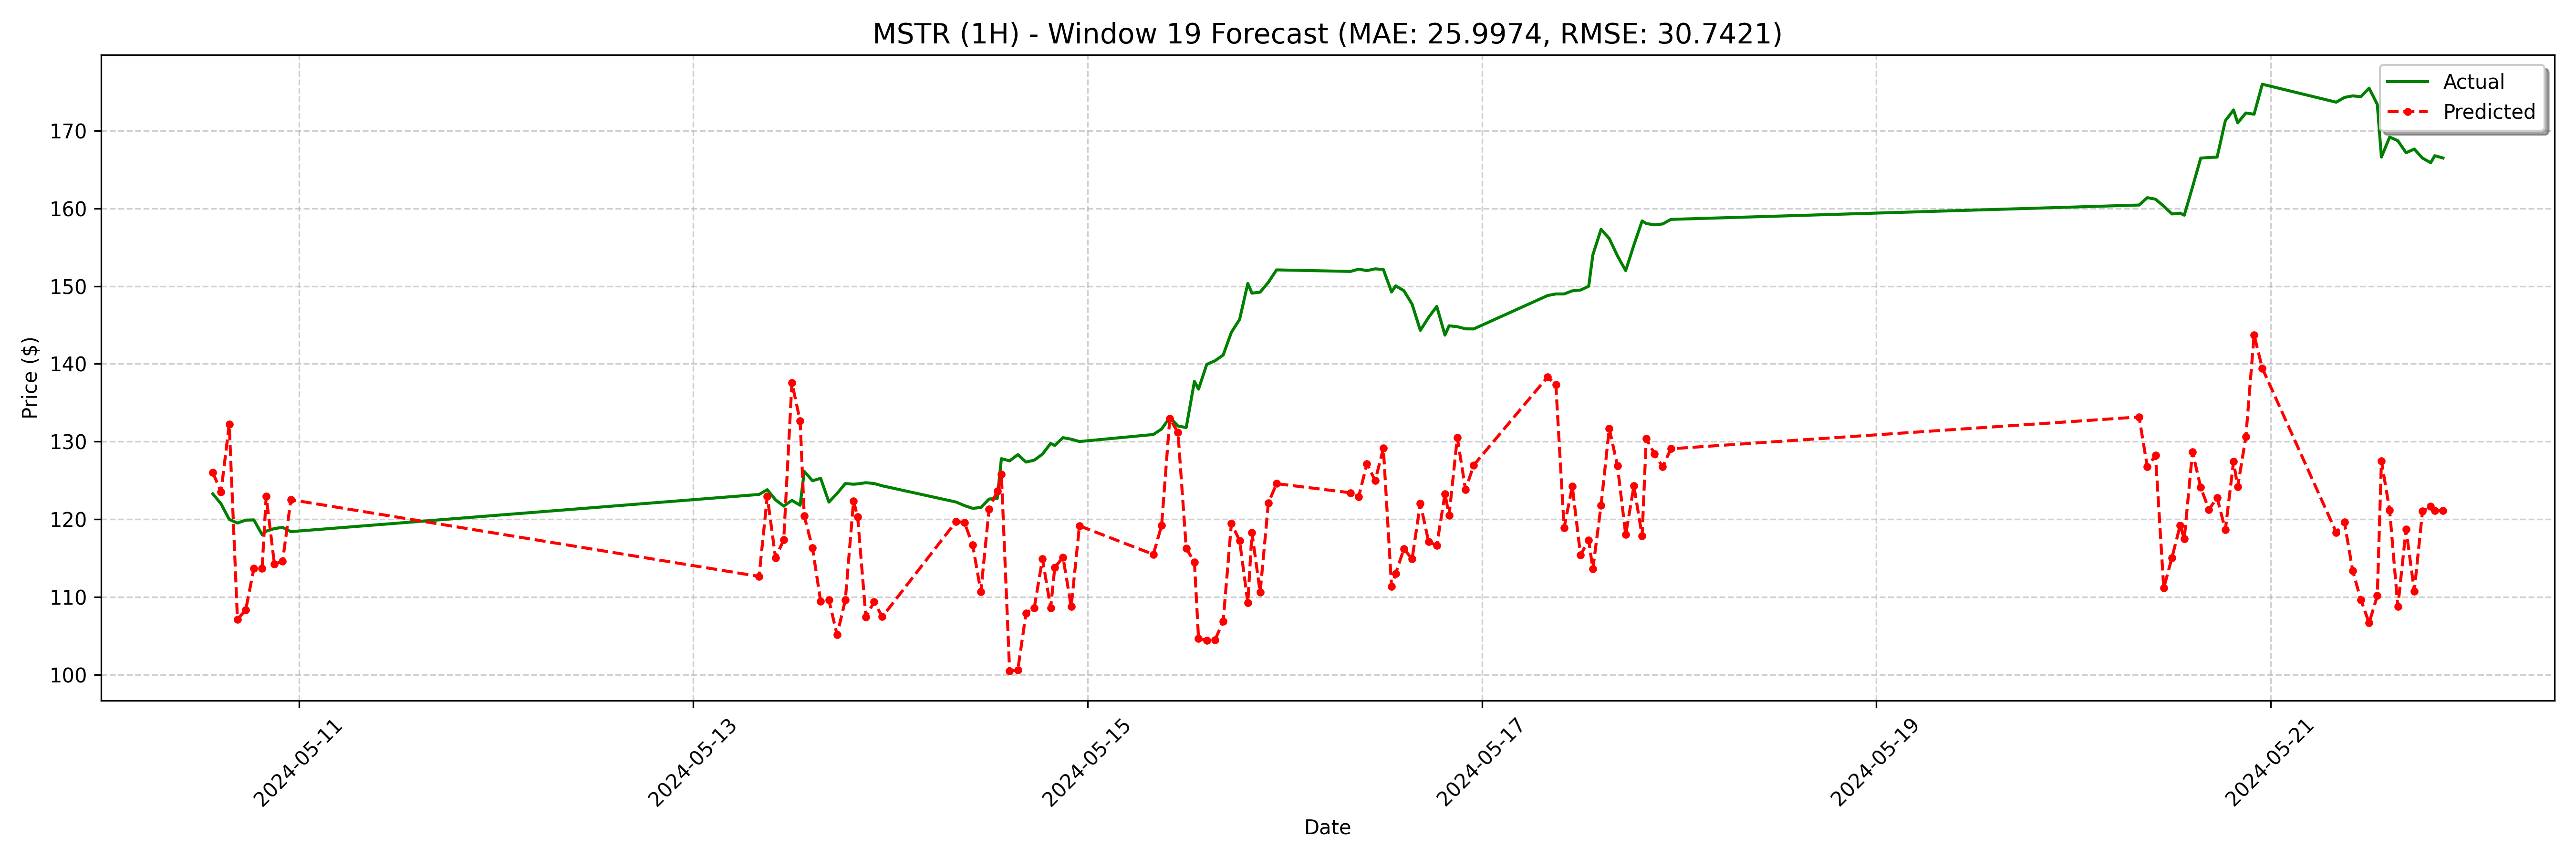 MSTR (1H) - Window 19 Forecast (MAE: 25.9974, RMSE: 30.7421)
Actual
Predicted
Price ($)
170
160
150
140
130
120
110
100
2024-05-11
2024-05-13
2024-05-15
2024-05-17
2024-05-19
2024-05-21
Date